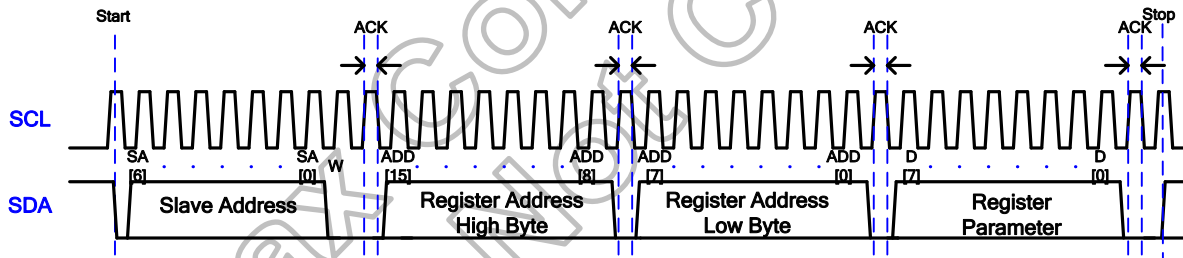 Start ACK ACK ACK ACK Stop
SCL
SA SA W ADD ADD ADD ADD D D
[6] [0] [15] [8] [7] [0] [7] [0]
SDA
Slave Address
Register Address
High Byte
Register Address
Low Byte
Register
Parameter